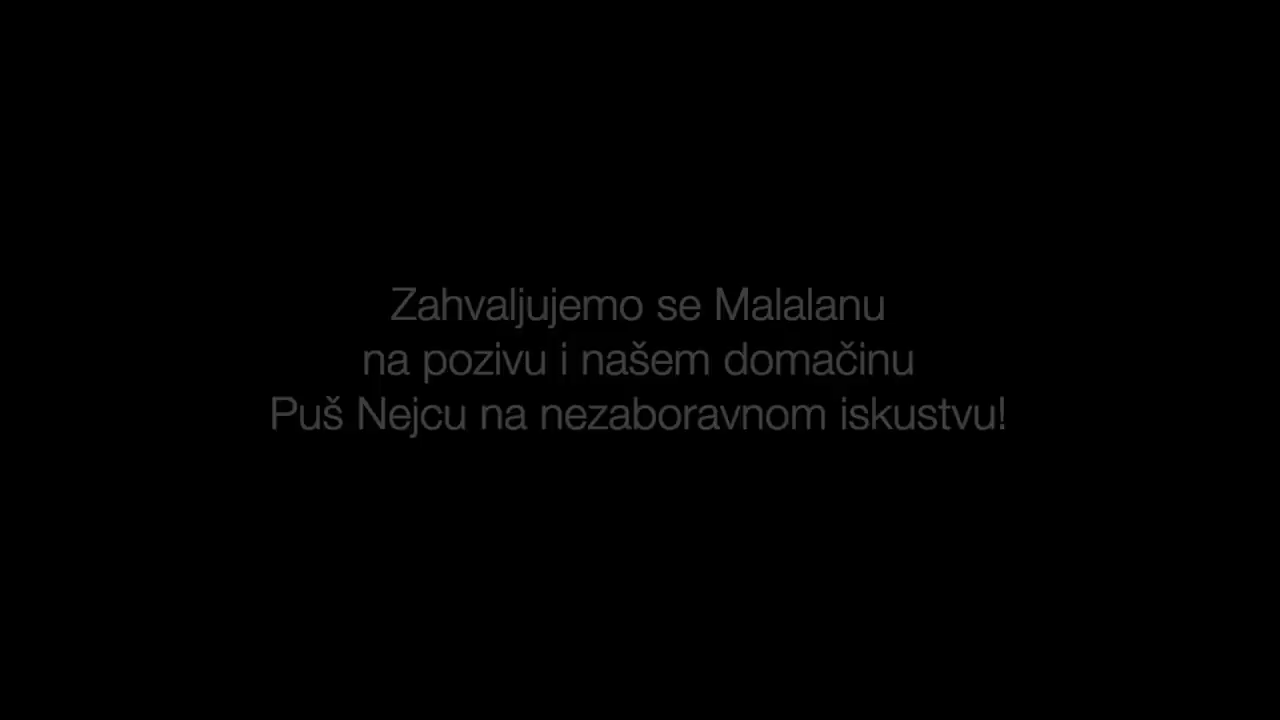 Zahvaljujemo se Malalanu
na pozivu i našem domačinu
Puš Nejcu na nezaboravnom iskustvu!